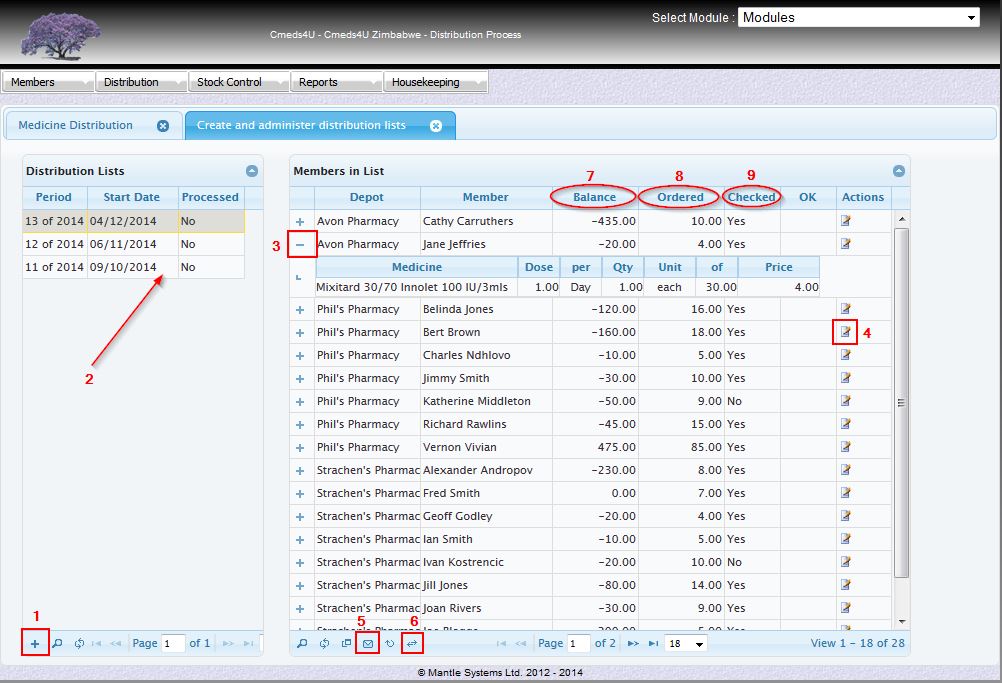 Select Module : Modules
Cmeds4U - Cmeds4U Zimbabwe - Distribution Process
Members Distribution Stock Control Reports Housekeeping
Medicine Distribution Create and administer distribution lists
Distribution Lists
Period Start Date Processed
13 of 2014 04/12/2014 No
12 of 2014 06/11/2014 No
11 of 2014 09/10/2014 No
2
1
Page 1 of 1
Members in List
7 8 9
Depot Member Balance Ordered Checked OK Actions
Avon Pharmacy Cathy Carruthers -435.00 10.00 Yes
3 Avon Pharmacy Jane Jeffries -20.00 4.00 Yes
Medicine Dose per Qty Unit of Price
Mixitard 30/70 Innolet 100 IU/3mls 1.00 Day 1.00 each 30.00 4.00
Phil's Pharmacy Belinda Jones -120.00 16.00 Yes
Phil's Pharmacy Bert Brown -160.00 18.00 Yes 4
Phil's Pharmacy Charles Ndhlovo -10.00 5.00 Yes
Phil's Pharmacy Jimmy Smith -30.00 10.00 Yes
Phil's Pharmacy Katherine Middleton -50.00 9.00 No
Phil's Pharmacy Richard Rawlins -45.00 15.00 Yes
Phil's Pharmacy Vernon Vivian 475.00 85.00 Yes
Strachen's Pharmac Alexander Andropov -230.00 8.00 Yes
Strachen's Pharmac Fred Smith 0.00 7.00 Yes
Strachen's Pharmac Geoff Godley -20.00 4.00 Yes
Strachen's Pharmac Ian Smith -10.00 5.00 Yes
Strachen's Pharmac Ivan Kostrencic -20.00 10.00 No
Strachen's Pharmac Jill Jones -80.00 14.00 Yes
Strachen's Pharmac Joan Rivers -30.00 9.00 Yes
5 6
Page 1 of 2 18 View 1 - 18 of 28
© Mantle Systems Ltd. 2012 - 2014